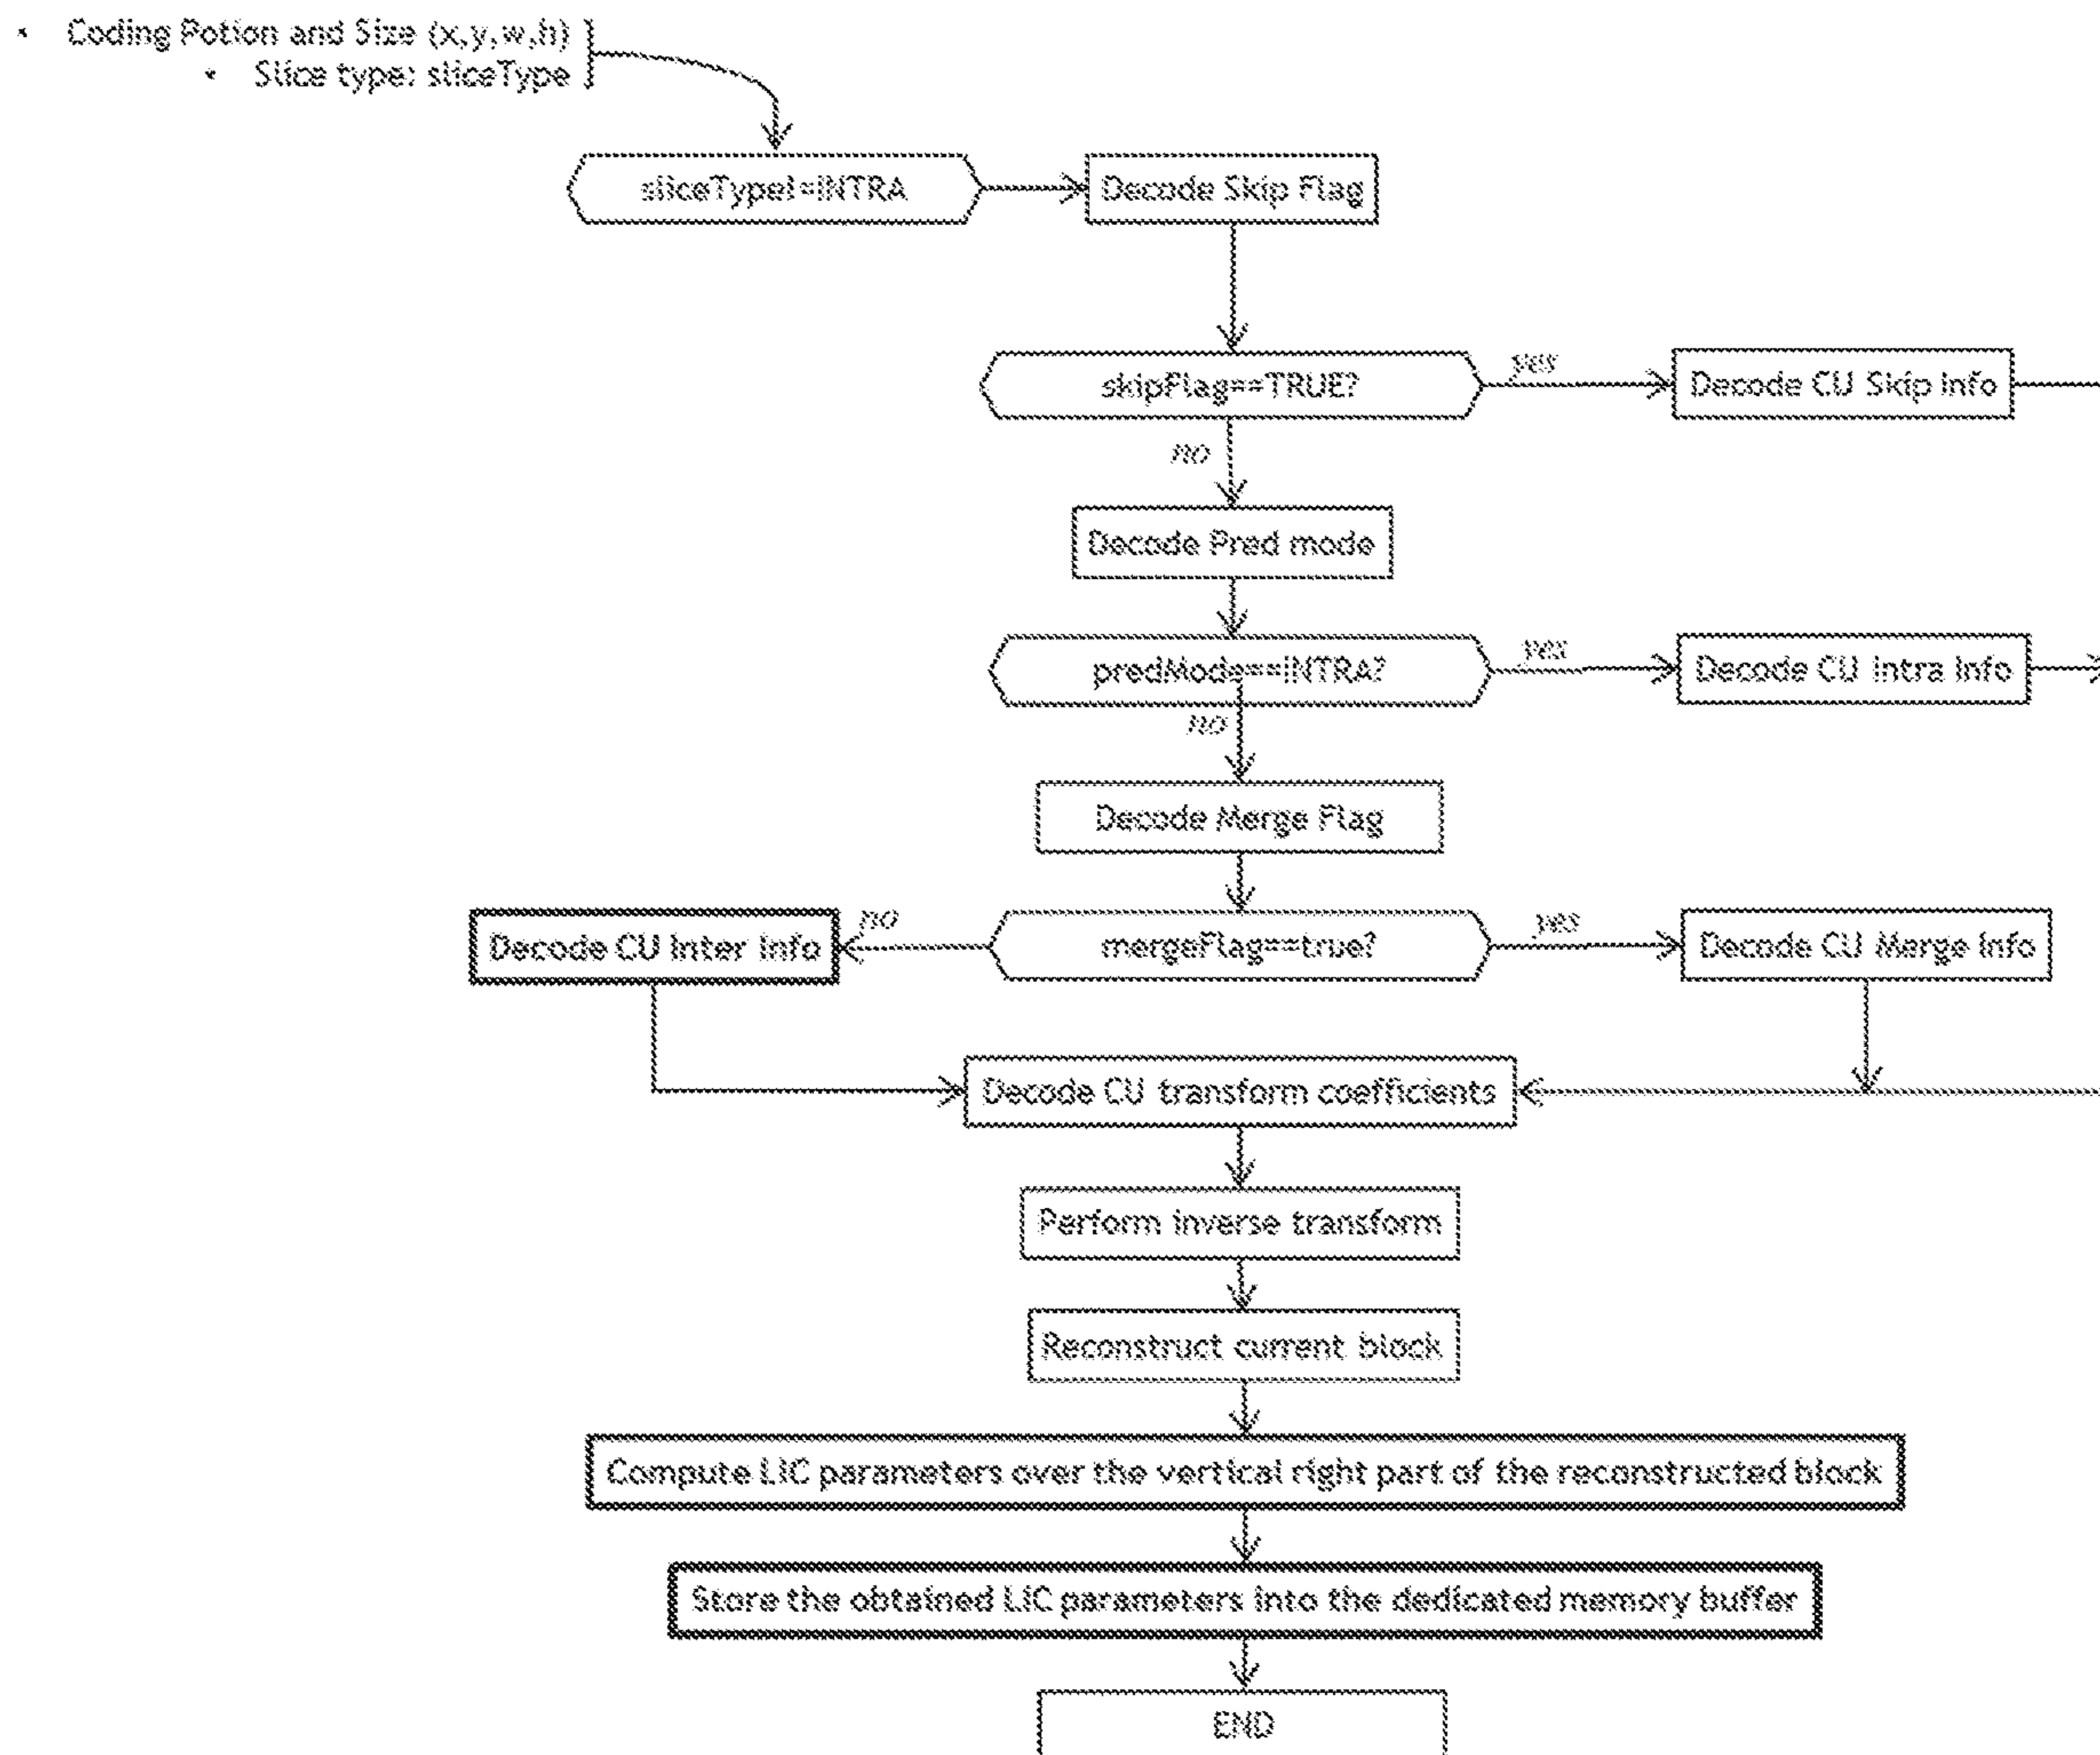 • Coding Potion and Size (x,y,w,h)
• Slice type: sliceType
sliceType!=INTRA
Decode Skip Flag
skipFlag==TRUE?
yes
Decode CU Skip Info
no
Decode Pred mode
predMode==INTRA?
yes
Decode CU Intra Info
no
Decode Merge Flag
Decode CU Inter Info
no
mergeFlag==true?
yes
Decode CU Merge Info
Decode CU transform coefficients
Perform inverse transform
Reconstruct current block
Compute LIC parameters over the vertical right part of the reconstructed block
Store the obtained LIC parameters into the dedicated memory buffer
END